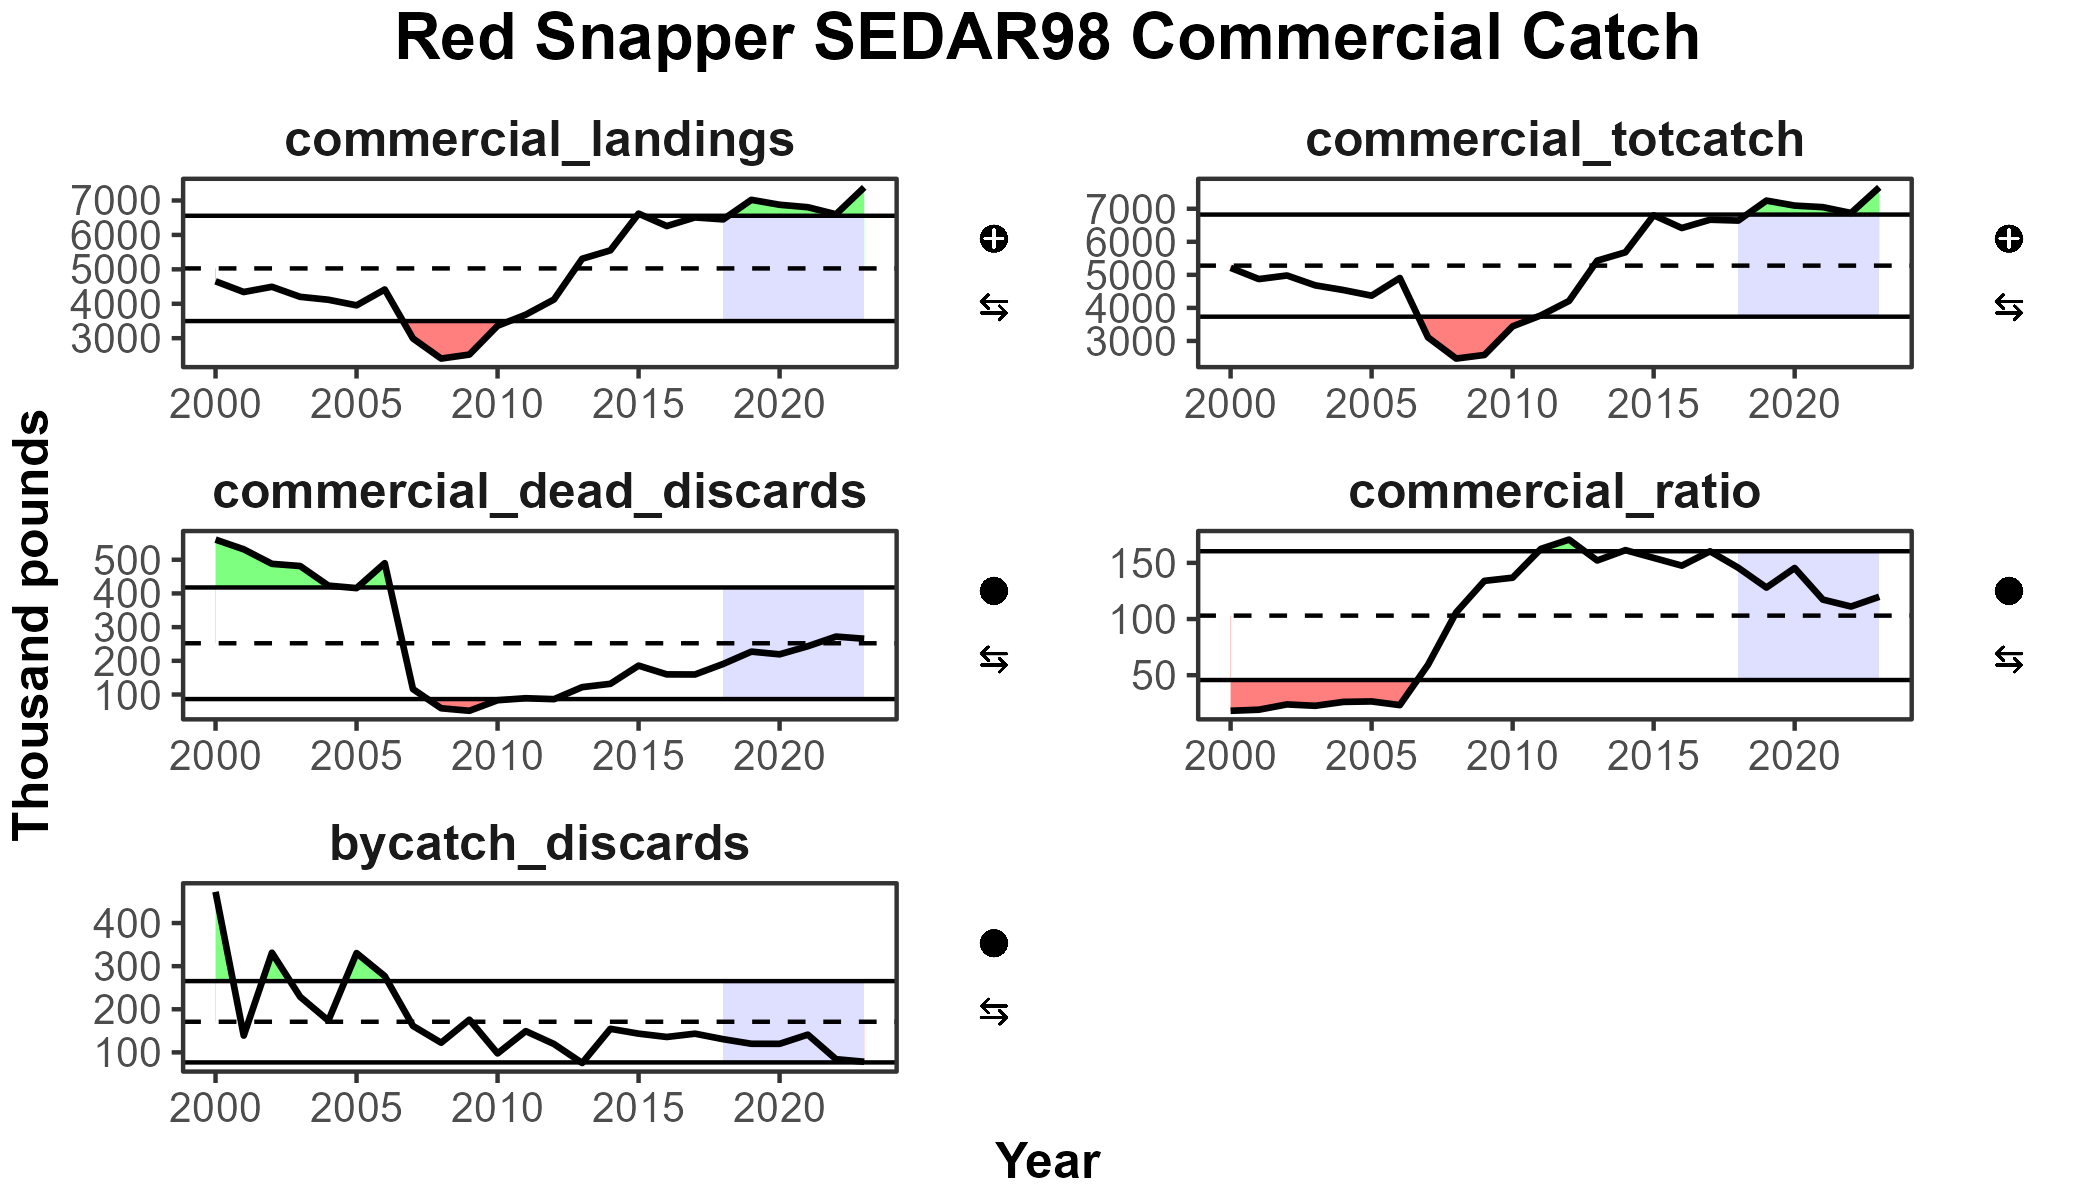 Red Snapper SEDAR98 Commercial Catch
Thousand pounds
commercial_landings
7000
6000
5000
4000
3000
2000 2005 2010 2015 2020
commercial_totcatch
7000
6000
5000
4000
3000
2000 2005 2010 2015 2020
commercial_dead_discards
500
400
300
200
100
2000 2005 2010 2015 2020
commercial_ratio
150
100
50
2000 2005 2010 2015 2020
bycatch_discards
400
300
200
100
2000 2005 2010 2015 2020
Year